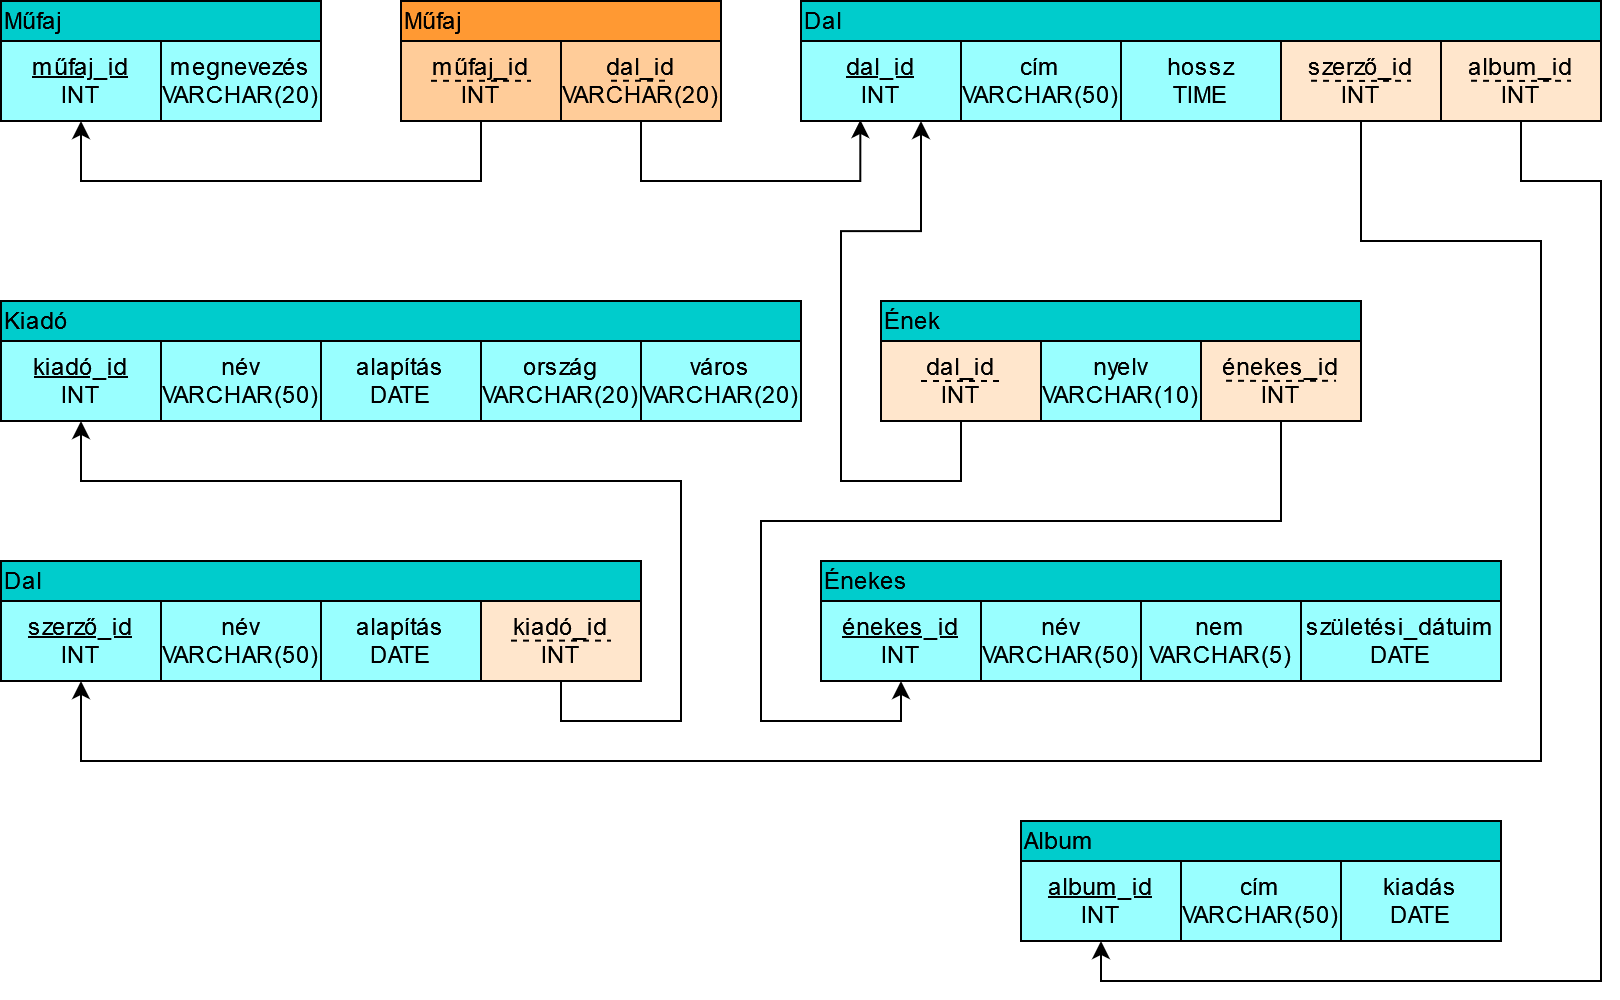 Műfaj
műfaj_id
INT
megnevezés
VARCHAR(20)
Műfaj
műfaj_id
INT
dal_id
VARCHAR(20)
Dal
dal_id
INT
cím
VARCHAR(50)
hossz
TIME
szerző_id
INT
album_id
INT
Kiadó
kiadó_id
INT
név
VARCHAR(50)
alapítás
DATE
ország
VARCHAR(20)
város
VARCHAR(20)
Ének
dal_id
INT
nyelv
VARCHAR(10)
énekes_id
INT
Dal
szerző_id
INT
név
VARCHAR(50)
alapítás
DATE
kiadó_id
INT
Énekes
énekes_id
INT
név
VARCHAR(50)
nem
VARCHAR(5)
születési_dátuim
DATE
Album
album_id
INT
cím
VARCHAR(50)
kiadás
DATE